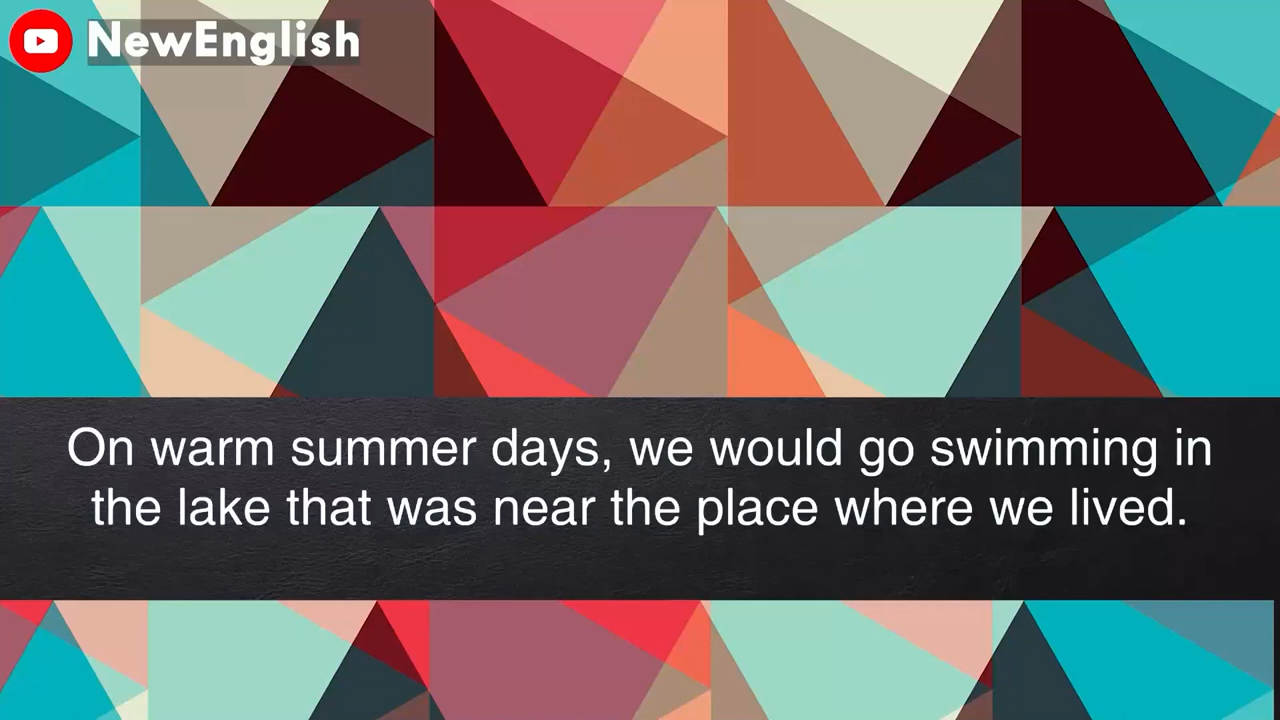 NewEnglish
On warm summer days, we would go swimming in
the lake that was near the place where we lived.